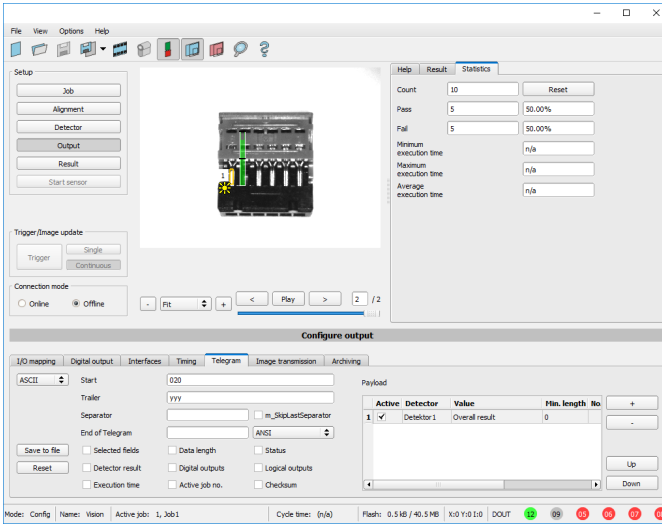 File View Options Help
Setup
Job
Alignment
Detector
Output
Result
Start sensor
Trigger/Image update
Trigger
Single
Continuous
Connection mode
Online Offline
1
- Fit + < Play > 2 /2
Help Result Statistics
Count 10 Reset
Pass 5 50.00%
Fail 5 50.00%
Minimum
execution time n/a
Maximum
execution time n/a
Average
execution time n/a
Configure output
I/O mapping Digital output Interfaces Timing Telegram Image transmission Archiving
ASCII Start 020
Trailer yyy
Separator m_SkipLastSeparator
End of Telegram ANSI
Save to file Selected fields Data length Status
Reset Detector result Digital outputs Logical outputs
Execution time Active job no. Checksum
Payload
Active Detector Value Min. length No
1 Detektor1 Overall result 0
+
-
Up
Down
Mode: Config Name: Vision Active job: 1, Job1 Cycle time: (n/a) Flash: 0.5 kB / 40.5 MB X:0 Y:0 I:0 DOUT 12 09 05 06 07 08